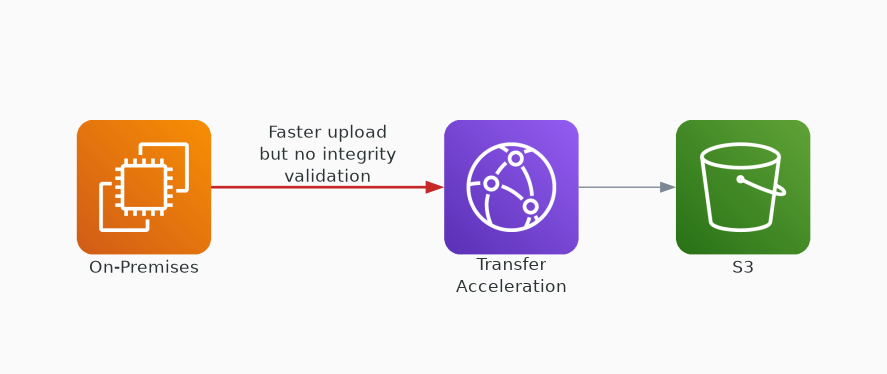 Faster upload
but no integrity
validation
On-Premises
Transfer
Acceleration
S3